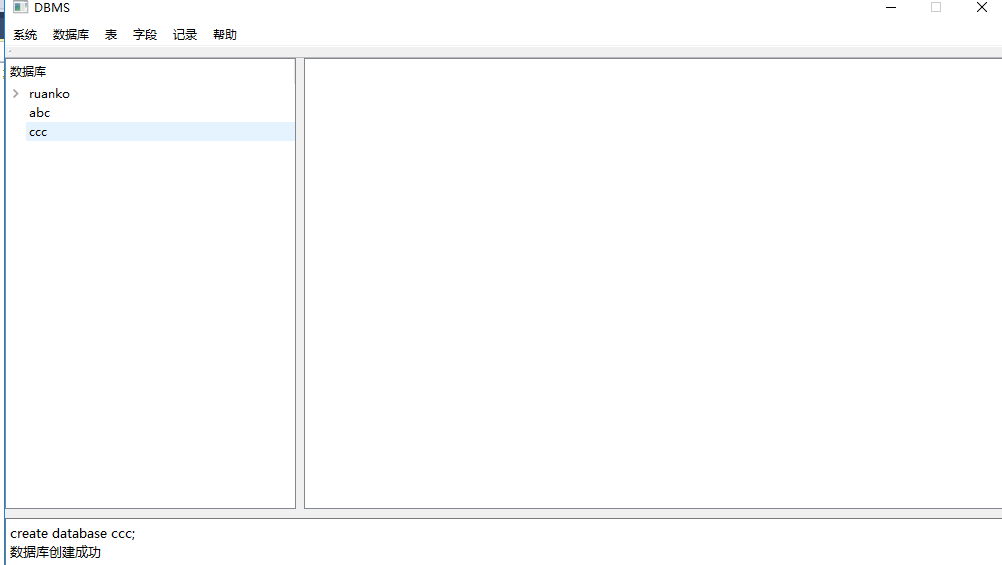 DBMS
系统 数据库 表 字段 记录 帮助
数据库
ruanko
abc
ccc
create database ccc;
数据库创建成功